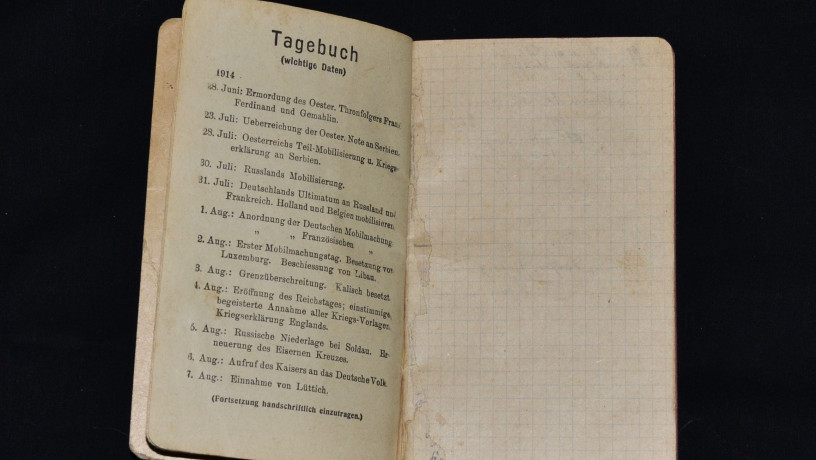 Tagebuch
(wichtige Daten)
1914
28. Juni: Ermordung des Oester. Thronfolgers Franz
Ferdinand und Gemahlin.
23. Juli: Ueberreichung der Oester. Note an Serbien.
28. Juli: Oesterreichs Teil-Mobilisierung u. Kriegs-
erklärung an Serbien.
30. Juli: Russlands Mobilisierung.
31. Juli: Deutschlands Ultimatum an Russland und
Frankreich. Holland und Belgien mobilisieren.
1. Aug.: Anordnung der Deutschen Mobilmachung
„ „ Französischen „
2. Aug.: Erster Mobilmachungstag. Besetzung von
Luxemburg. Beschiessung von Libau.
3. Aug.: Grenzüberschreitung. Kalisch besetzt.
4. Aug.: Eröffnung des Reichstages; einstimmige,
begeisterte Annahme aller Kriegs-Vorlagen.
Kriegserklärung Englands.
5. Aug.: Russische Niederlage bei Soldau. Er-
neuerung des Eisernen Kreuzes.
6. Aug.: Aufruf des Kaisers an das Deutsche Volk.
7. Aug.: Einnahme von Lüttich.
(Fortsetzung handschriftlich einzutragen.)